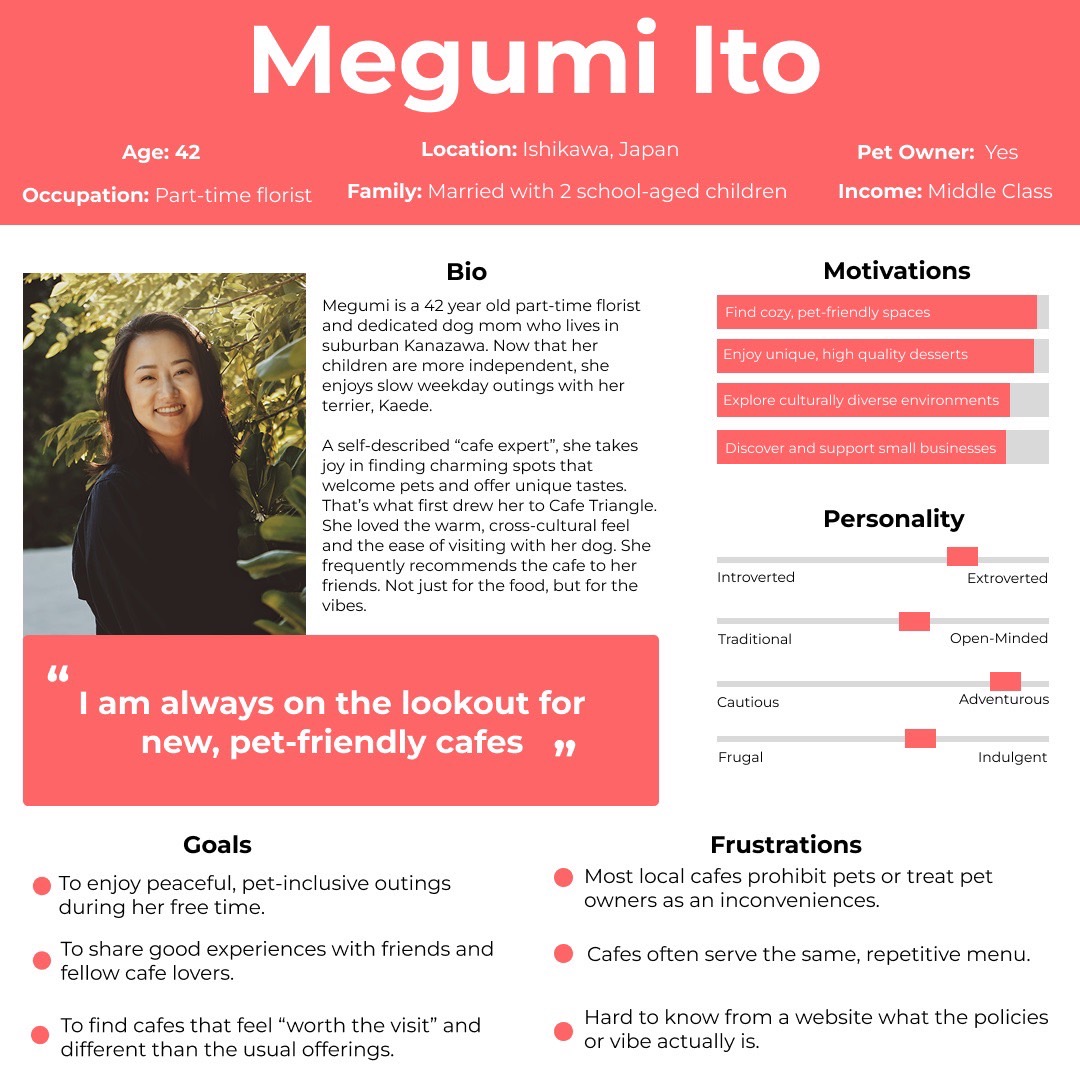 Megumi Ito
Age: 42
Location: Ishikawa, Japan
Pet Owner: Yes
Occupation: Part-time florist
Family: Married with 2 school-aged children
Income: Middle Class
Bio
Megumi is a 42 year old part-time florist
and dedicated dog mom who lives in
suburban Kanazawa. Now that her
children are more independent, she
enjoys slow weekday outings with her
terrier, Kaede.
A self-described “cafe expert”, she takes
joy in finding charming spots that
welcome pets and offer unique tastes.
That’s what first drew her to Cafe Triangle.
She loved the warm, cross-cultural feel
and the ease of visiting with her dog. She
frequently recommends the cafe to her
friends. Not just for the food, but for the
vibes.
“ I am always on the lookout for
new, pet-friendly cafes ”
Motivations
Find cozy, pet-friendly spaces
Enjoy unique, high quality desserts
Explore culturally diverse environments
Discover and support small businesses
Personality
Introverted Extroverted
Traditional Open-Minded
Cautious Adventurous
Frugal Indulgent
Goals
To enjoy peaceful, pet-inclusive outings
during her free time.
To share good experiences with friends and
fellow cafe lovers.
To find cafes that feel “worth the visit” and
different than the usual offerings.
Frustrations
Most local cafes prohibit pets or treat pet
owners as an inconveniences.
Cafes often serve the same, repetitive menu.
Hard to know from a website what the policies
or vibe actually is.